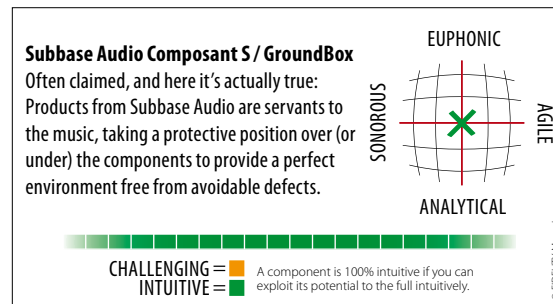 Subbase Audio Composant S / GroundBox
Often claimed, and here it's actually true:
Products from Subbase Audio are servants to
the music, taking a protective position over (or
under) the components to provide a perfect
environment free from avoidable defects.
EUPHONIC
SONOROUS
AGILE
ANALYTICAL
CHALLENGING =
INTUITIVE =
A component is 100% intuitive if you can
exploit its potential to the full intuitively.